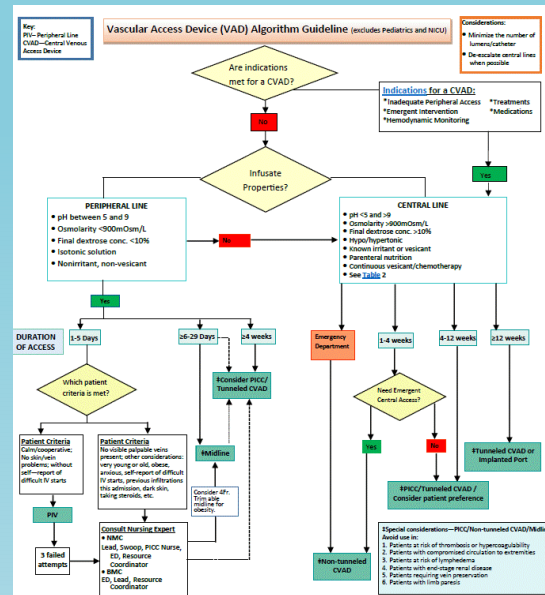 Key:
PIV— Peripheral Line
CVAD—Central Venous
Access Device
Vascular Access Device (VAD) Algorithm Guideline (excludes Pediatrics and NICU)
Considerations:
• Minimize the number of
lumens/catheter
• De-escalate central lines
when possible
Are indications
met for a CVAD?
Indications for a CVAD:
*Inadequate Peripheral Access *Treatments
*Emergent Intervention *Medications
*Hemodynamic Monitoring
No
Yes
Infusate
Properties?
PERIPHERAL LINE
• pH between 5 and 9
• Osmolarity <900mOsm/L
• Final dextrose conc. <10%
• Isotonic solution
• Nonirritant, non-vesicant
No
CENTRAL LINE
• pH <5 and >9
• Osmolarity >900mOsm/L
• Final dextrose conc. >10%
• Hypo/hypertonic
• Known irritant or vesicant
• Parenteral nutrition
• Continuous vesicant/chemotherapy
• See Table 2
Yes
DURATION
OF ACCESS
1-5 Days
≥6-29 Days
≥4 weeks
Emergency
Department
1-4 weeks
4-12 weeks
≥12 weeks
Which patient
criteria is met?
‡Consider PICC/
Tunneled CVAD
Need Emergent
Central Access?
Patient Criteria
Calm/cooperative;
No skin/vein
problems; without
self—report of
difficult IV starts
Patient Criteria
No visible palpable veins
present; other considerations:
very young or old, obese,
anxious, self-report of difficult
IV starts, previous infiltrations
this admission, dark skin,
taking steroids, etc.
‡Midline
Yes
No
‡Tunneled CVAD or
Implanted Port
Consider 4Fr.
Trim able
midline for
obesity.
‡PICC/Tunneled CVAD /
Consider patient preference
PIV
3 failed
attempts
Consult Nursing Expert
• NMC
Lead, Swoop, PICC Nurse,
ED, Resource
Coordinator
• BMC
ED, Lead, Resource
Coordinator
‡Non-tunneled
CVAD
‡Special considerations—PICC/Non-tunneled CVAD/Midlin
Avoid use in:
1. Patients at risk of thrombosis or hypercoagulability
2. Patients with compromised circulation to extremities
3. Patients at risk of lymphedema
4. Patients with end-stage renal disease
5. Patients requiring vein preservation
6. Patients with limb paresis